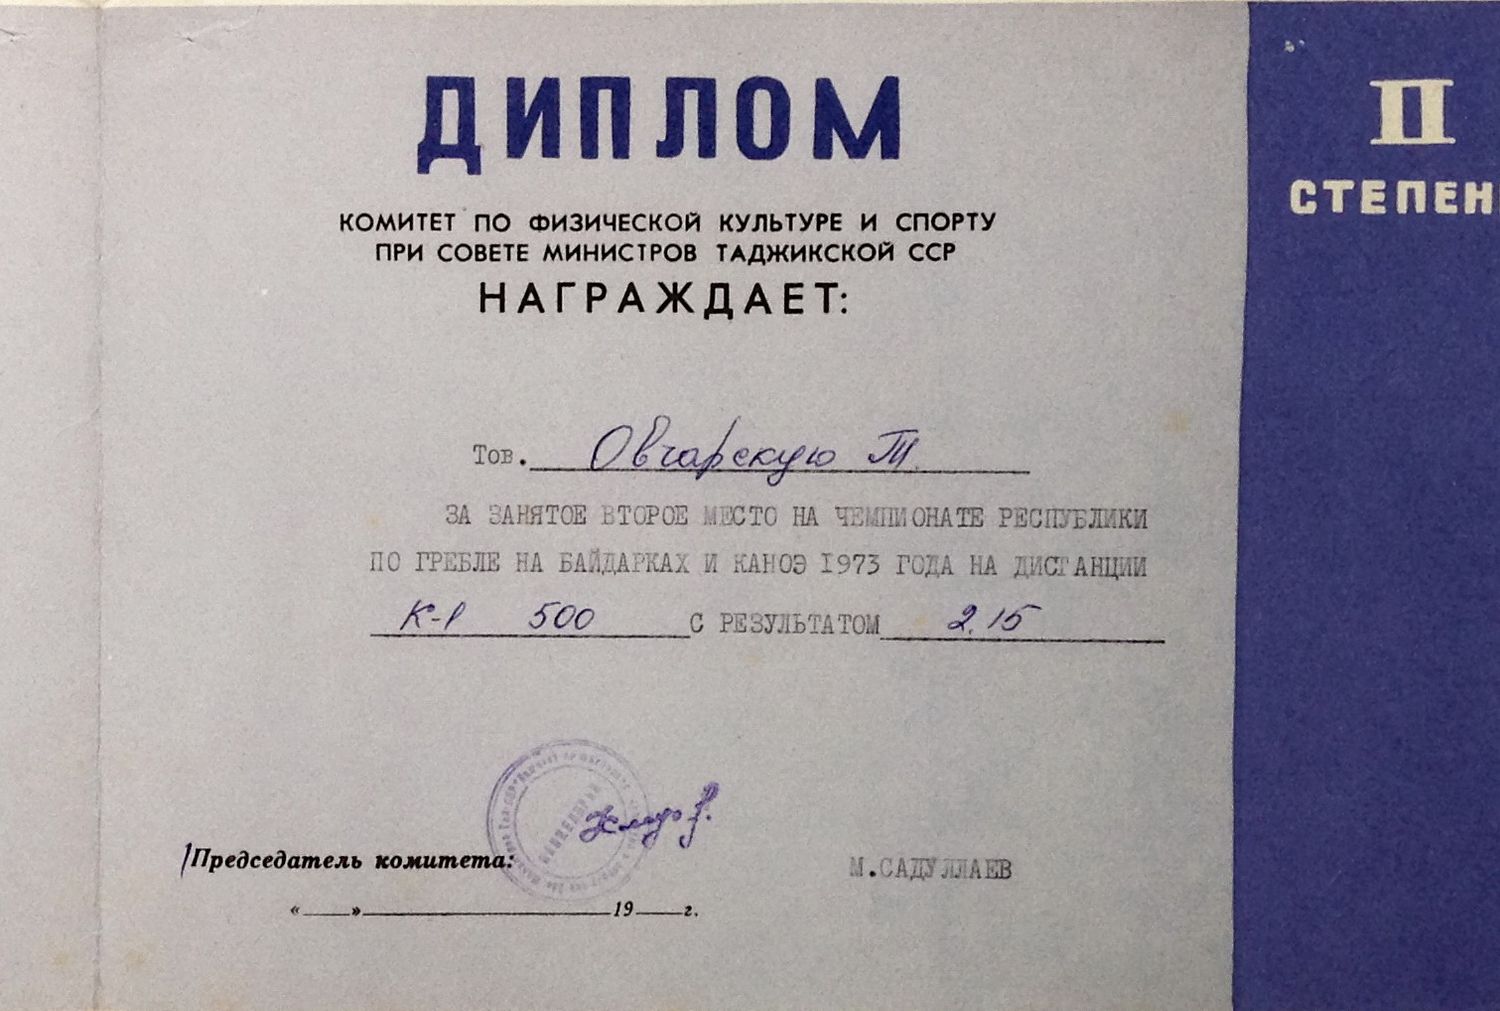 ДИПЛОМ
II
СТЕПЕН
КОМИТЕТ ПО ФИЗИЧЕСКОЙ КУЛЬТУРЕ И СПОРТУ
ПРИ СОВЕТЕ МИНИСТРОВ ТАДЖИКСКОЙ ССР
НАГРАЖДАЕТ:
Тов. Овчарскую Т.
ЗА ЗАНЯТОЕ ВТОРОЕ МЕСТО НА ЧЕМПИОНАТЕ РЕСПУБЛИКИ
ПО ГРЕБЛЕ НА БАЙДАРКАХ И КАНОЭ 1973 ГОДА НА ДИСТАНЦИИ
К-1 500 С РЕЗУЛЬТАТОМ 2.15
Председатель комитета:
М.САДУЛЛАЕВ
« » 19 г.